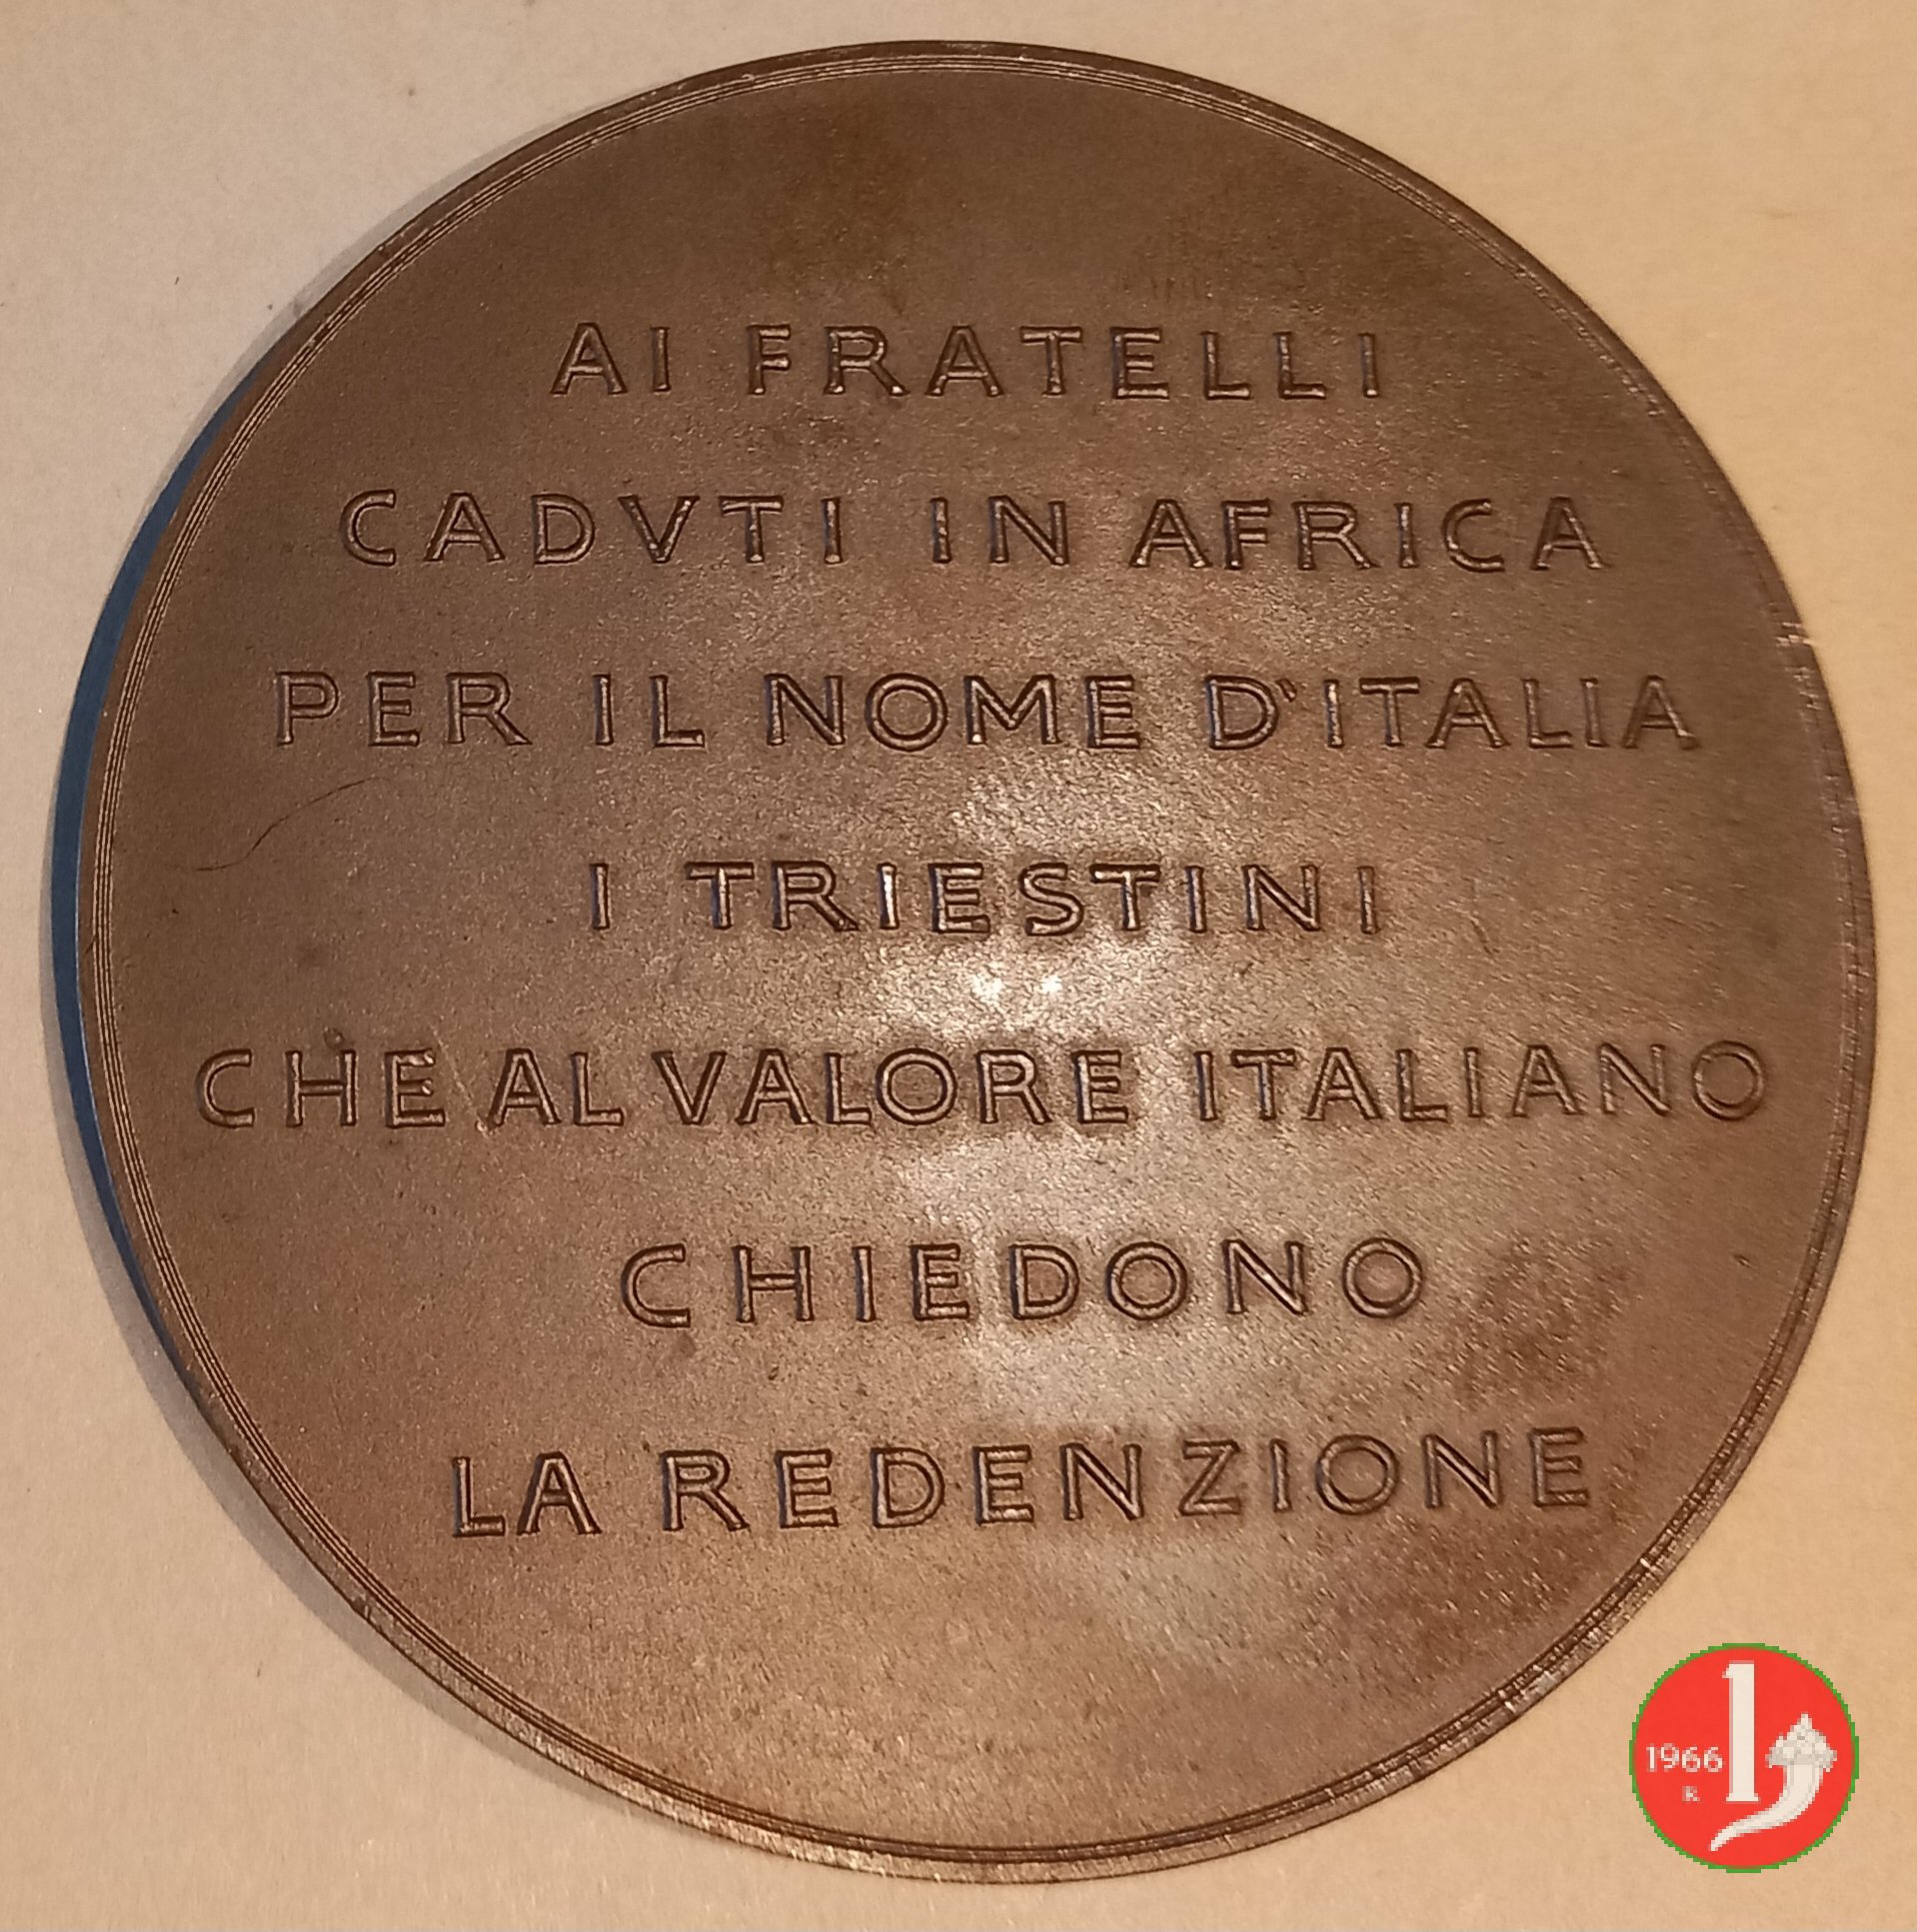 AI FRATELLI
CADVTI IN AFRICA
PER IL NOME D'ITALIA
I TRIESTINI
CHE AL VALORE ITALIANO
CHIEDONO
LA REDENZIONE
1966
R